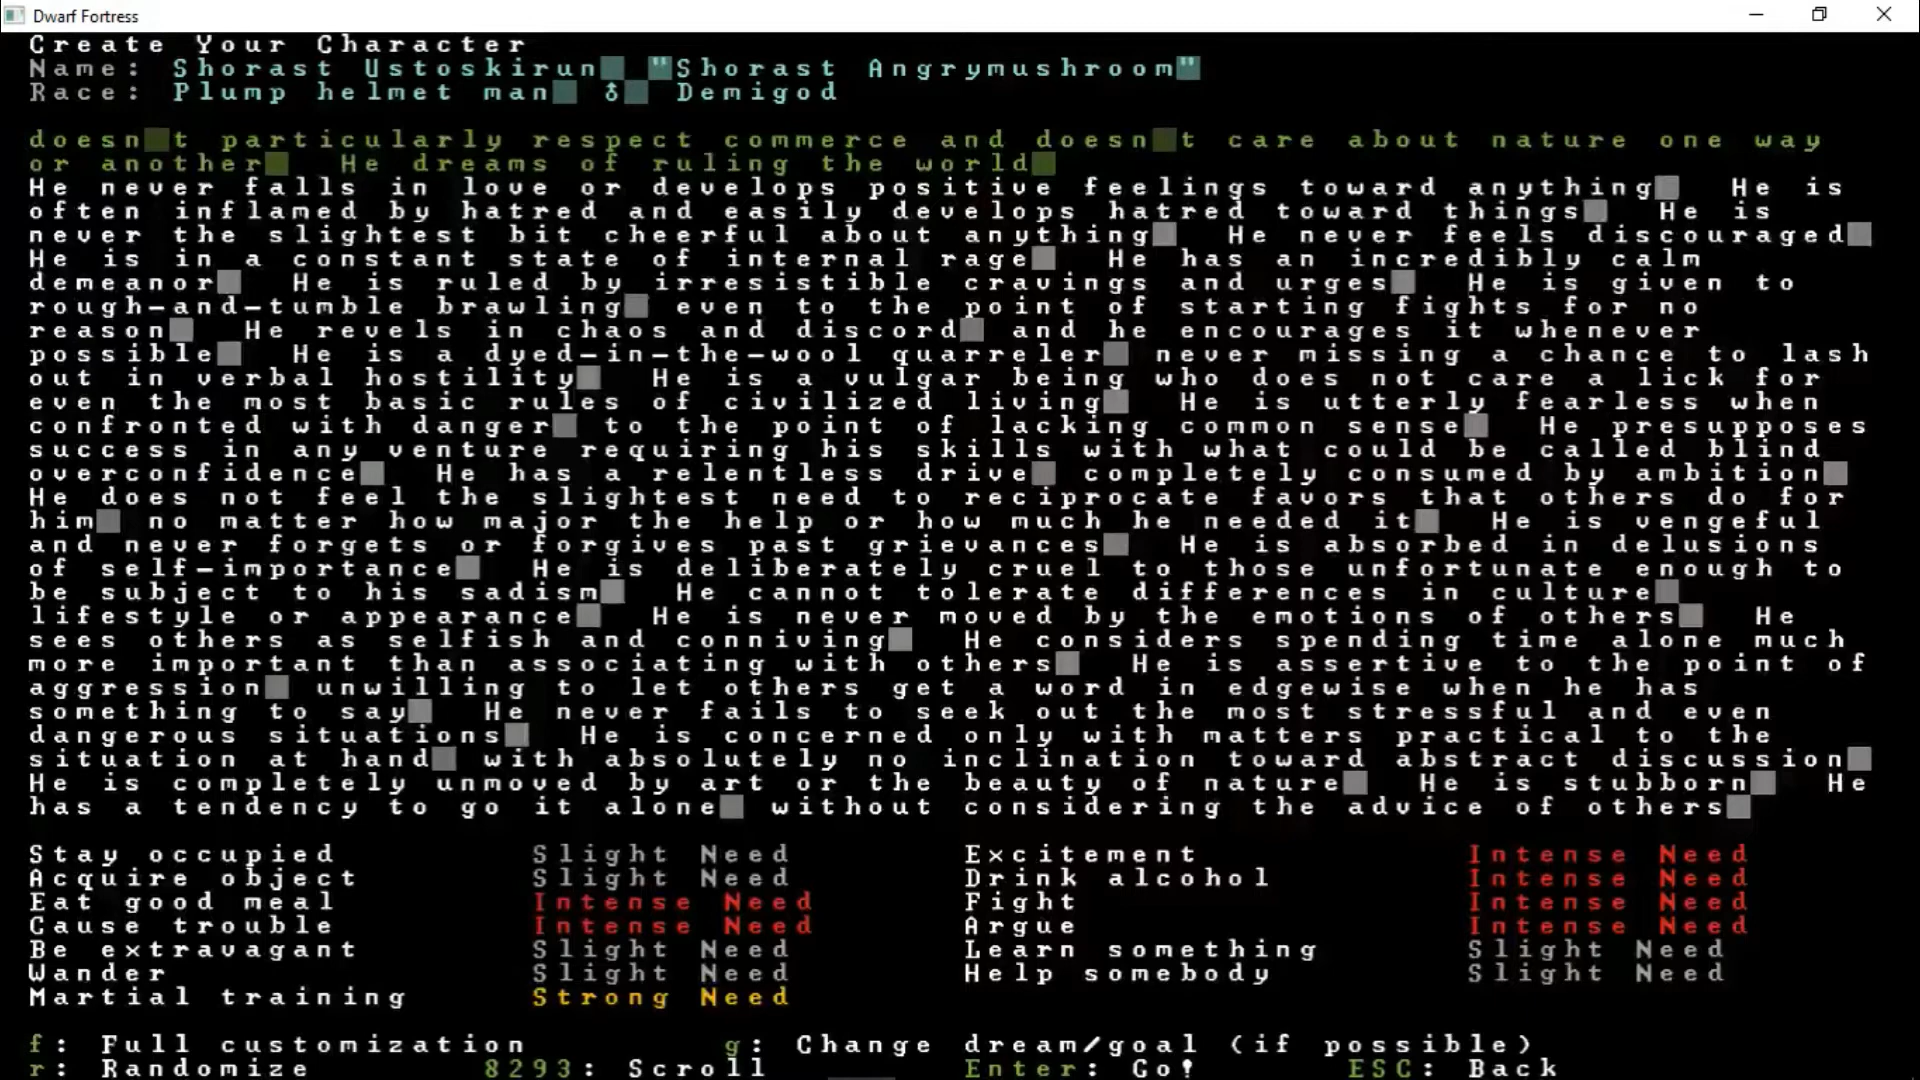 Dwarf Fortress
Create Your Character
Name: Shorast Ustoskirun, "Shorast Angrymushroom"
Race: Plump helmet man, ♂, Demigod
doesn't particularly respect commerce and doesn't care about nature one way
or another. He dreams of ruling the world.
He never falls in love or develops positive feelings toward anything. He is
often inflamed by hatred and easily develops hatred toward things. He is
never the slightest bit cheerful about anything. He never feels discouraged.
He is in a constant state of internal rage. He has an incredibly calm
demeanor. He is ruled by irresistible cravings and urges. He is given to
rough-and-tumble brawling, even to the point of starting fights for no
reason. He revels in chaos and discord, and he encourages it whenever
possible. He is a dyed-in-the-wool quarreler, never missing a chance to lash
out in verbal hostility. He is a vulgar being who does not care a lick for
even the most basic rules of civilized living. He is utterly fearless when
confronted with danger, to the point of lacking common sense. He presupposes
success in any venture requiring his skills with what could be called blind
overconfidence. He has a relentless drive, completely consumed by ambition.
He does not feel the slightest need to reciprocate favors that others do for
him, no matter how major the help or how much he needed it. He is vengeful
and never forgets or forgives past grievances. He is absorbed in delusions
of self-importance. He is deliberately cruel to those unfortunate enough to
be subject to his sadism. He cannot tolerate differences in culture,
lifestyle or appearance. He is never moved by the emotions of others. He
sees others as selfish and conniving. He considers spending time alone much
more important than associating with others. He is assertive to the point of
aggression, unwilling to let others get a word in edgewise when he has
something to say. He never fails to seek out the most stressful and even
dangerous situations. He is concerned only with matters practical to the
situation at hand, with absolutely no inclination toward abstract discussion.
He is completely unmoved by art or the beauty of nature. He is stubborn. He
has a tendency to go it alone, without considering the advice of others.
Stay occupied Slight Need Excitement Intense Need
Acquire object Slight Need Drink alcohol Intense Need
Eat good meal Intense Need Fight Intense Need
Cause trouble Intense Need Argue Intense Need
Be extravagant Slight Need Learn something Slight Need
Wander Slight Need Help somebody Slight Need
Martial training Strong Need
f: Full customization g: Change dream/goal (if possible)
r: Randomize 8293: Scroll Enter: Go! ESC: Back